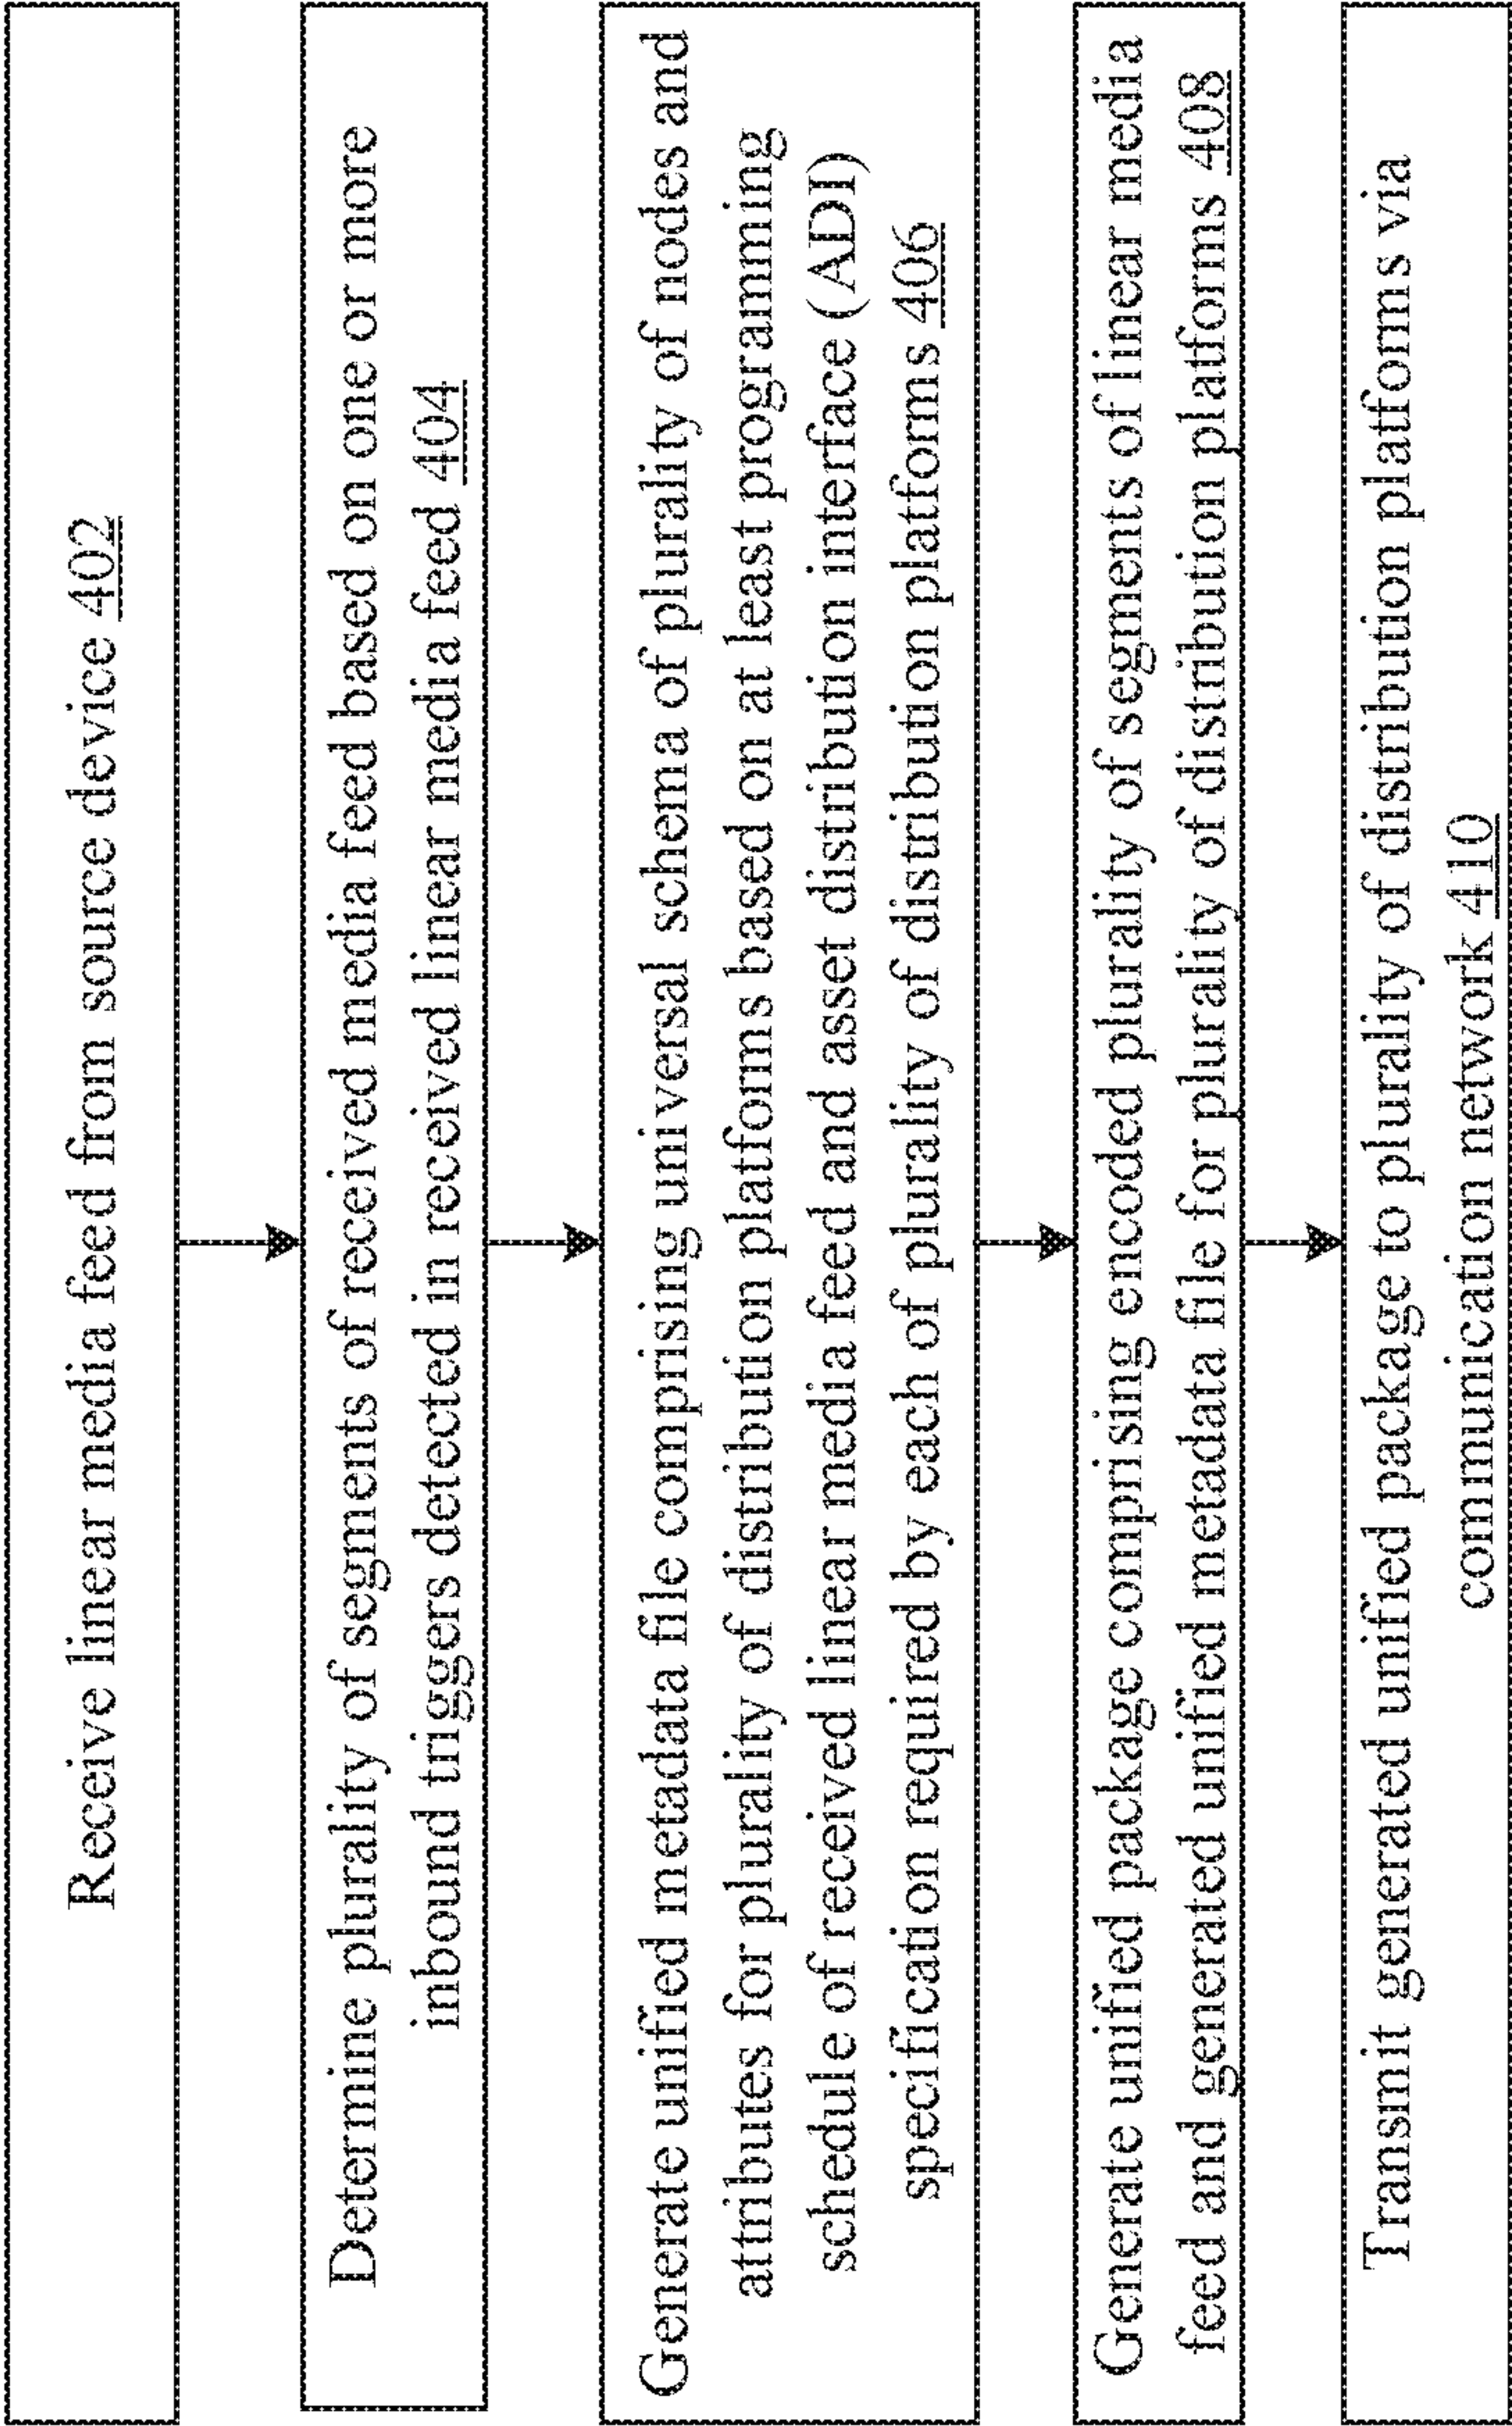 Receive linear media feed from source device 402
Determine plurality of segments of received media feed based on one or more
inbound triggers detected in received linear media feed 404
Generate unified metadata file comprising universal schema of plurality of nodes and
attributes for plurality of distribution platforms based on at least programming
schedule of received linear media feed and asset distribution interface (ADI)
specification required by each of plurality of distribution platforms 406
Generate unified package comprising encoded plurality of segments of linear media
feed and generated unified metadata file for plurality of distribution platforms 408
Transmit generated unified package to plurality of distribution platforms via
communication network 410